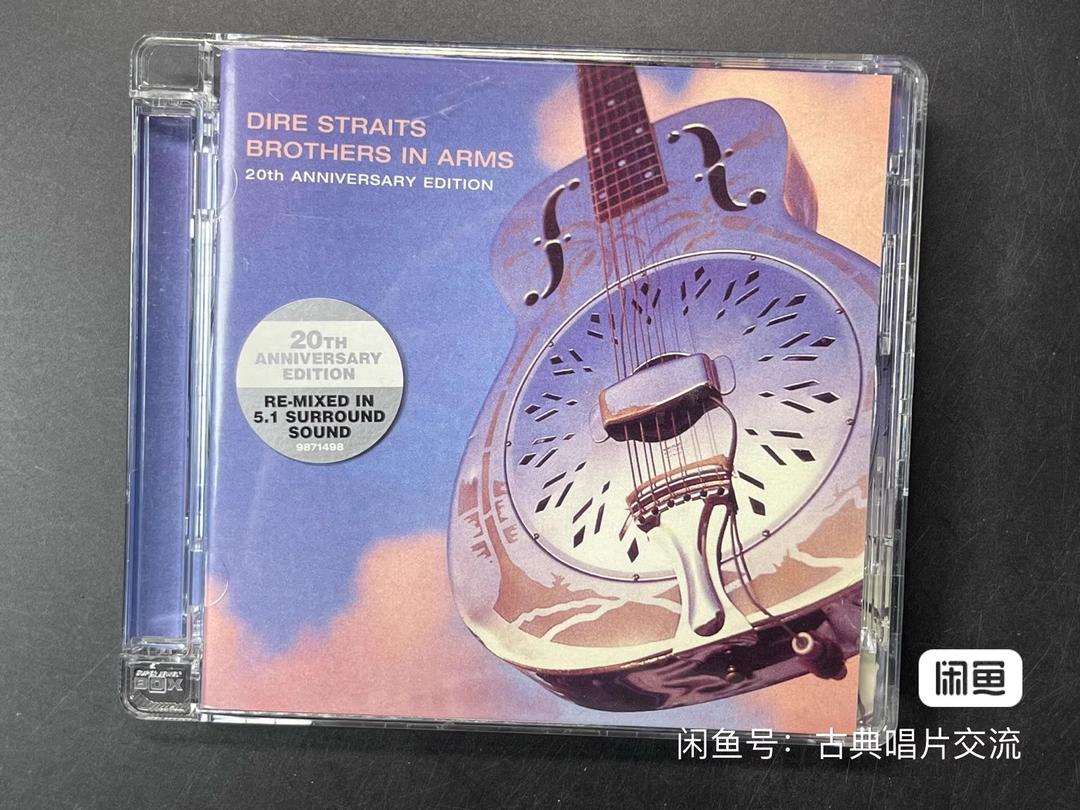 DIRE STRAITS
BROTHERS IN ARMS
20th ANNIVERSARY EDITION
20TH
ANNIVERSARY
EDITION
RE-MIXED IN
5.1 SURROUND
SOUND
9871498
BOX
闲鱼
闲鱼号：古典唱片交流